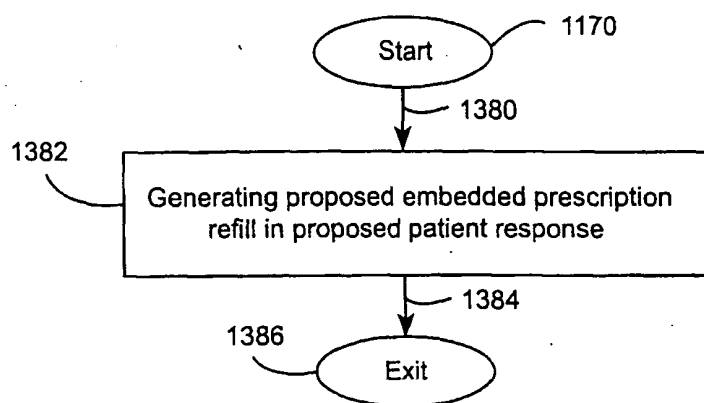 Start
1170
1380
1382
Generating proposed embedded prescription
refill in proposed patient response
1384
1386
Exit